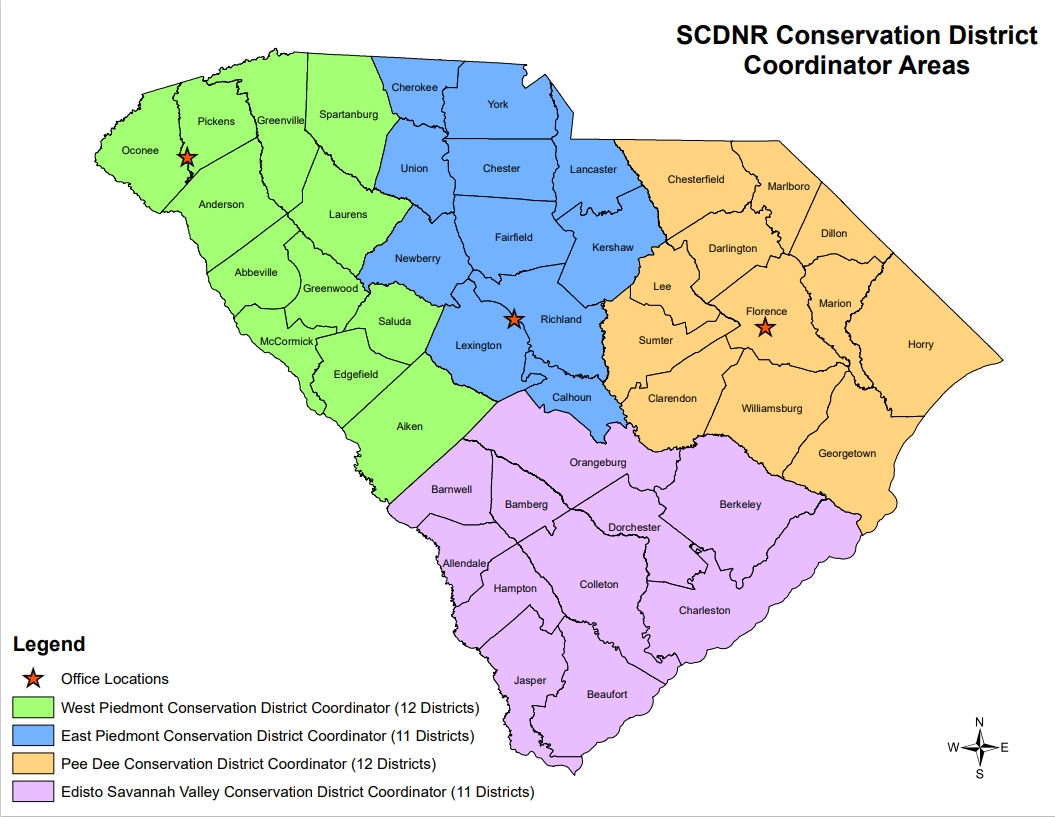 SCDNR Conservation District
Coordinator Areas
Cherokee
York
Spartanburg
Greenville
Pickens
Oconee
Union
Chester
Lancaster
Chesterfield
Marlboro
Anderson
Laurens
Fairfield
Kershaw
Darlington
Dillon
Newberry
Abbeville
Greenwood
Lee
Marion
Florence
Saluda
Richland
McCormick
Lexington
Sumter
Horry
Edgefield
Calhoun
Clarendon
Williamsburg
Aiken
Georgetown
Orangeburg
Barnwell
Bamberg
Berkeley
Dorchester
Allendale
Hampton
Colleton
Charleston
Jasper
Beaufort
Legend
Office Locations
West Piedmont Conservation District Coordinator (12 Districts)
East Piedmont Conservation District Coordinator (11 Districts)
Pee Dee Conservation District Coordinator (12 Districts)
Edisto Savannah Valley Conservation District Coordinator (11 Districts)
N
W E
S